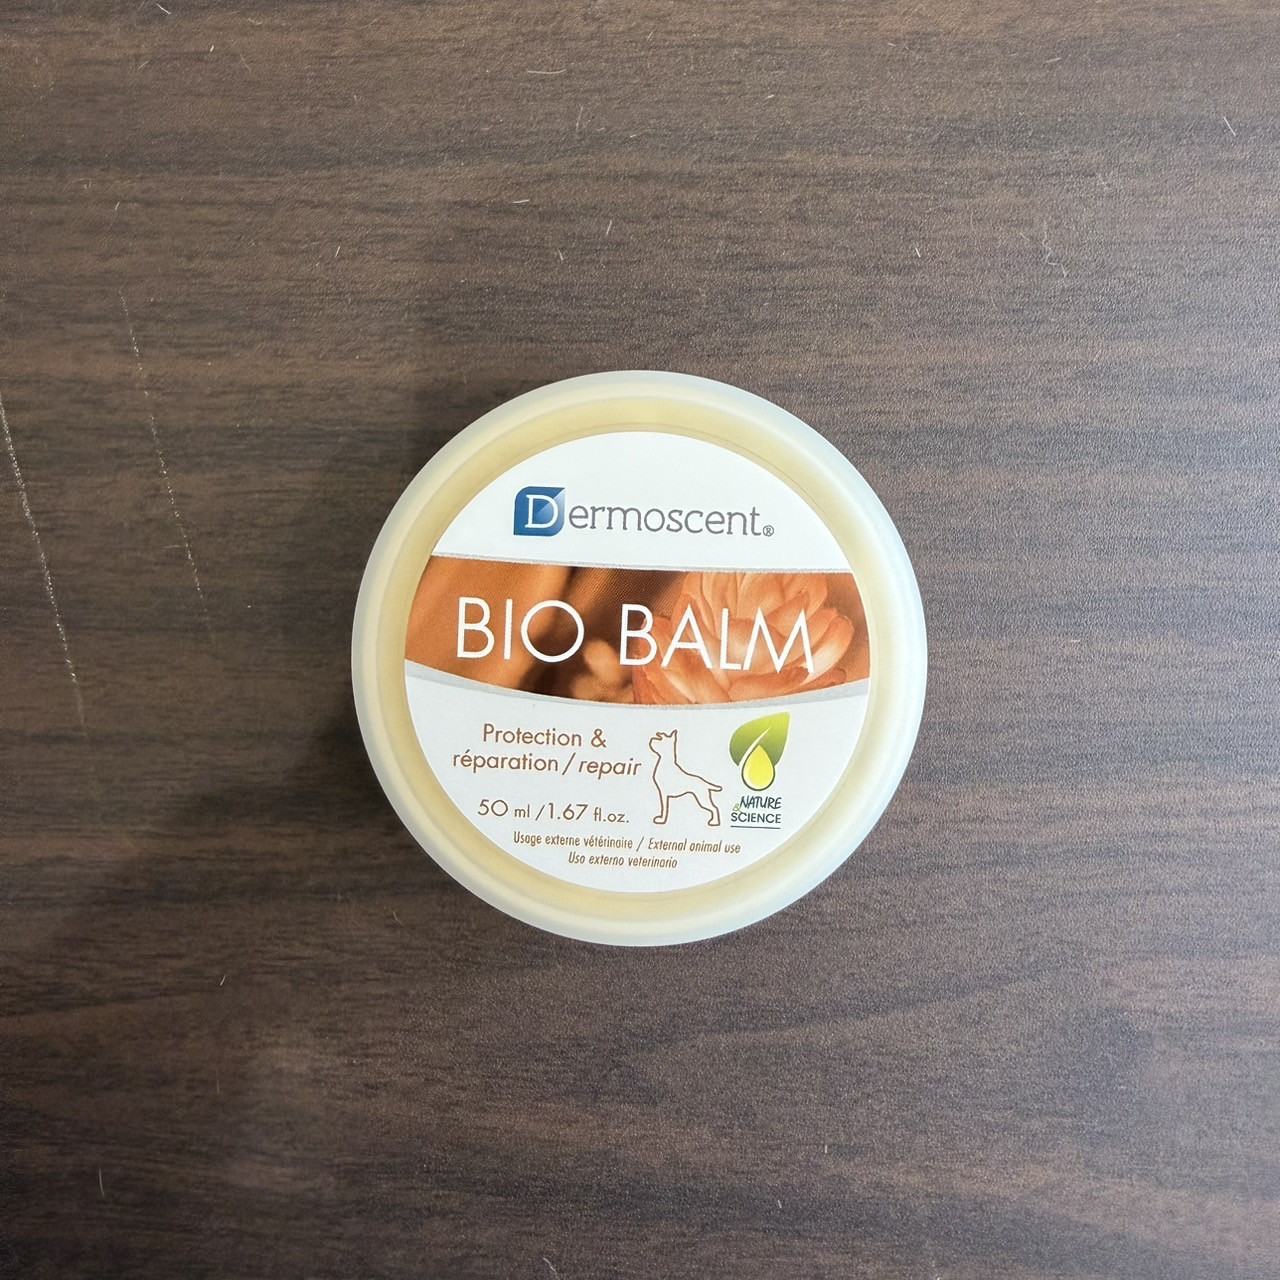 Dermoscent®
BIO BALM
Protection &
réparation / repair
50 ml / 1.67 fl.oz.
NATURE
& SCIENCE
Usage externe vétérinaire / External animal use
Uso externo veterinario